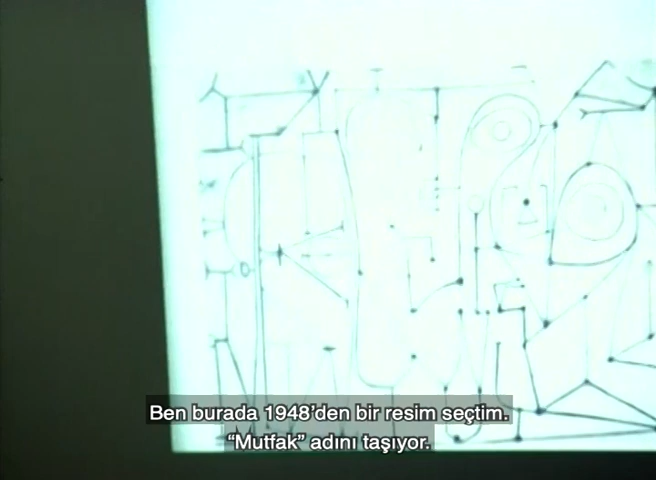 Ben burada 1948'den bir resim seçtim.
“Mutfak” adını taşıyor.